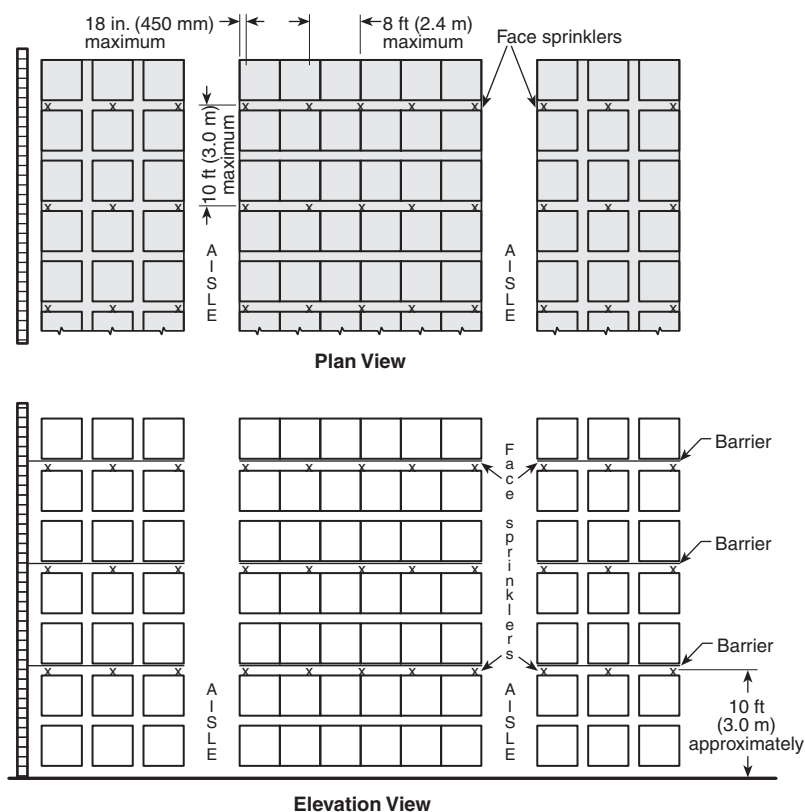 18 in. (450 mm)
maximum
8 ft (2.4 m)
maximum
Face sprinklers
x x x x x x x x x x x
10 ft (3.0 m)
maximum
x x x x x x x x x x x
AISLE
AISLE
x x x x x x x x x x x
Plan View
Barrier
x x x x x x x x x x x
Face sprinklers
Barrier
x x x x x x x x x x x
Barrier
x x x x x x x x x x x
AISLE
AISLE
10 ft
(3.0 m)
approximately
Elevation View